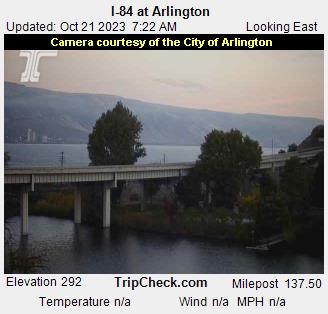 I-84 at Arlington
Updated: Oct 21 2023 7:22 AM Looking East
Camera courtesy of the City of Arlington
Elevation 292 TripCheck.com Milepost 137.50
Temperature n/a Wind n/a MPH n/a